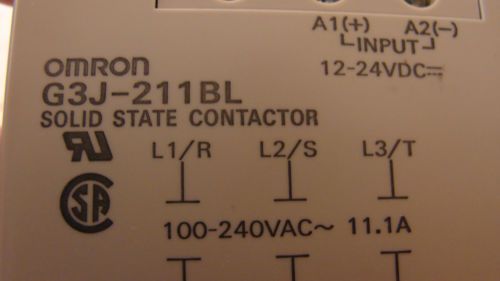 A1(+) A2(-)
INPUT
12-24VDC⎓
OMRON
G3J-211BL
SOLID STATE CONTACTOR
L1/R L2/S L3/T
100-240VAC～ 11.1A